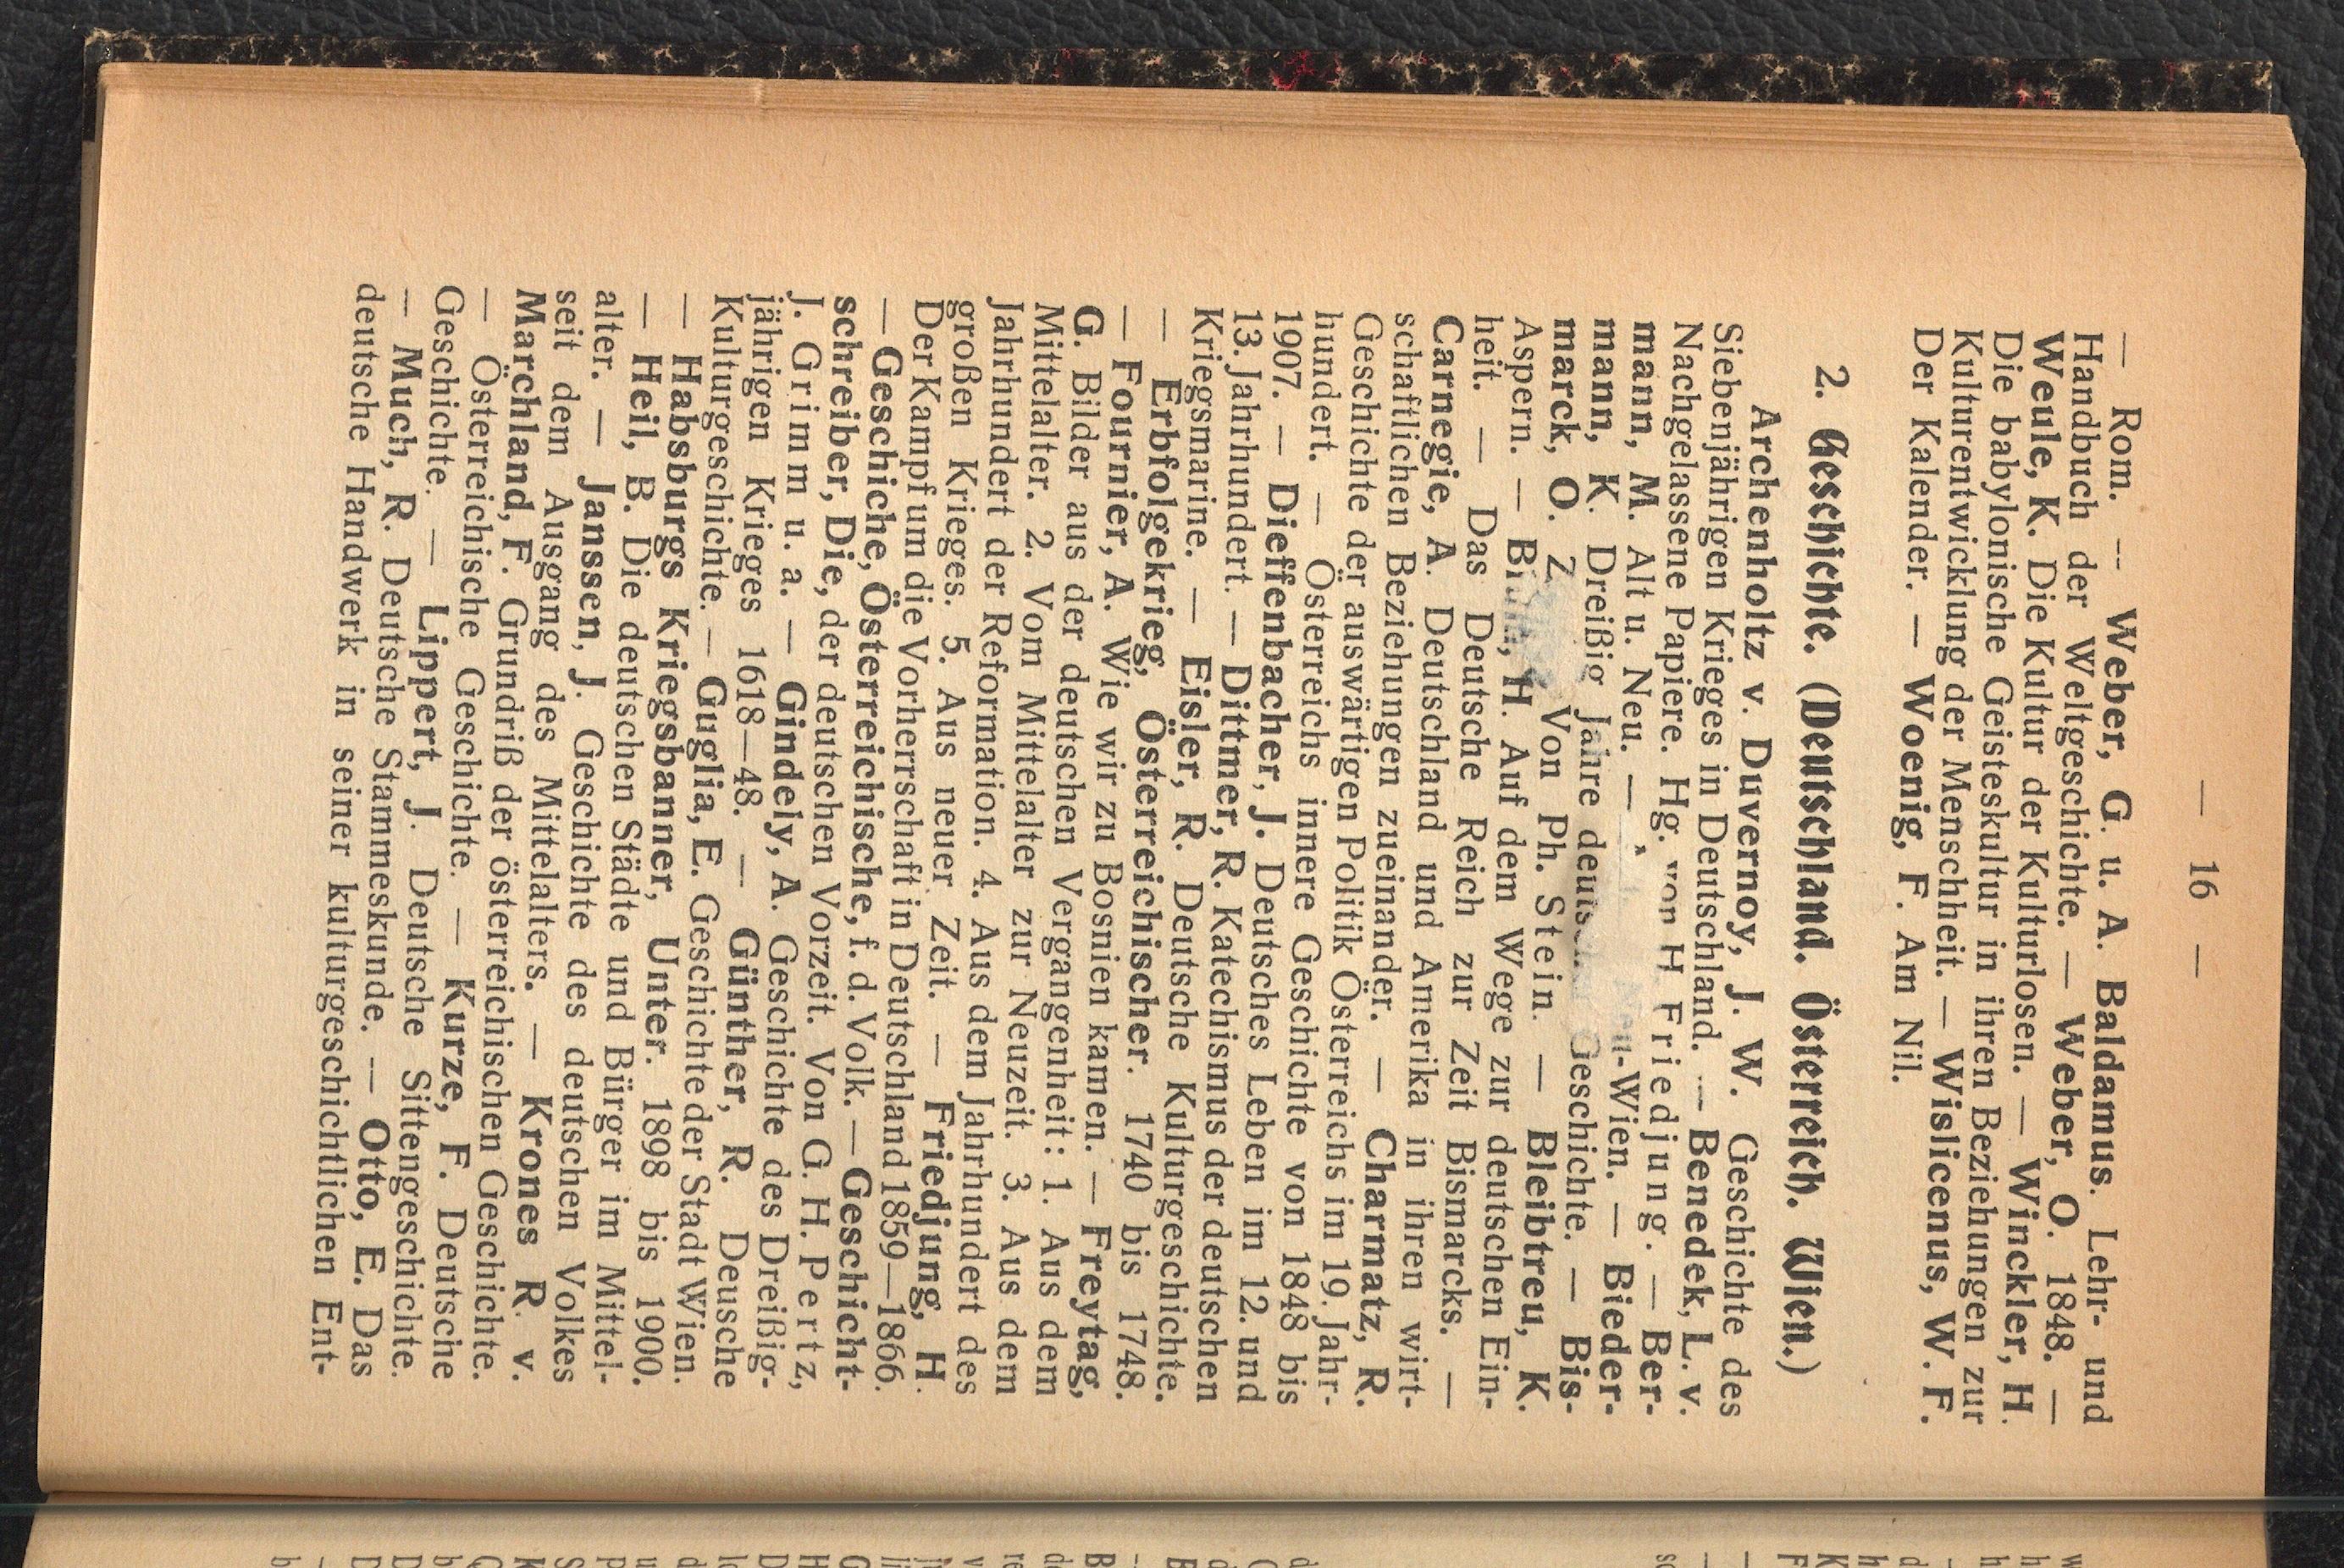 — 16 —
— Rom. — Weber, G. u. A. Baldamus. Lehr- und
Handbuch der Weltgeschichte. — Weber, O. 1848. —
Weule, K. Die Kultur der Kulturlosen. — Winckler, H.
Die babylonische Geisteskultur in ihren Beziehungen zur
Kulturentwicklung der Menschheit. — Wislicenus, W. F.
Der Kalender. — Woenig, F. Am Nil.
2. Geschichte. (Deutschland. Österreich. Wien.)
Archenholtz v. Duvernoy, J. W. Geschichte des
Siebenjährigen Krieges in Deutschland. — Benedek, L. v.
Nachgelassene Papiere. Hg. von H Friedjung. — Ber-
mann, M. Alt u. Neu. — -Wien. — Bieder-
mann, K. Dreißig Jahre Geschichte. — Bis-
marck, O. Z Von Ph. Stein. — Bleibtreu, K.
Aspern. — H. Auf dem Wege zur deutschen Ein-
heit. — Das Deutsche Reich zur Zeit Bismarcks. —
Carnegie, A. Deutschland und Amerika in ihren wirt-
schaftlichen Beziehungen zueinander. — Charmatz, R.
Geschichte der auswärtigen Politik Österreichs im 19. Jahr-
hundert. — Österreichs innere Geschichte von 1848 bis
1907. — Dieffenbacher, J. Deutsches Leben im 12. und
13. Jahrhundert. — Dittmer, R. Katechismus der deutschen
Kriegsmarine. — Eisler, R. Deutsche Kulturgeschichte.
— Erbfolgekrieg, Österreichischer. 1740 bis 1748.
— Fournier, A. Wie wir zu Bosnien kamen. — Freytag,
G. Bilder aus der deutschen Vergangenheit: 1. Aus dem
Mittelalter. 2. Vom Mittelalter zur Neuzeit. 3. Aus dem
Jahrhundert der Reformation. 4. Aus dem Jahrhundert des
großen Krieges. 5. Aus neuer Zeit. — Friedjung, H.
Der Kampf um die Vorherrschaft in Deutschland 1859—1866.
— Geschiche, Österreichische, f. d. Volk. — Geschicht-
schreiber, Die, der deutschen Vorzeit. Von G. H. Pertz,
J. Grimm u. a. — Gindely, A. Geschichte des Dreißig-
jährigen Krieges 1618—48. — Günther, R. Deusche
Kulturgeschichte. — Guglia, E. Geschichte der Stadt Wien.
— Habsburgs Kriegsbanner, Unter. 1898 bis 1900.
— Heil, B. Die deutschen Städte und Bürger im Mittel-
alter. — Janssen, J. Geschichte des deutschen Volkes
seit dem Ausgang des Mittelalters. — Krones R. v.
Marchland, F. Grundriß der österreichischen Geschichte.
— Österreichische Geschichte. — Kurze, F. Deutsche
Geschichte. — Lippert, J. Deutsche Sittengeschichte.
— Much, R. Deutsche Stammeskunde. — Otto, E. Das
deutsche Handwerk in seiner kulturgeschichtlichen Ent-